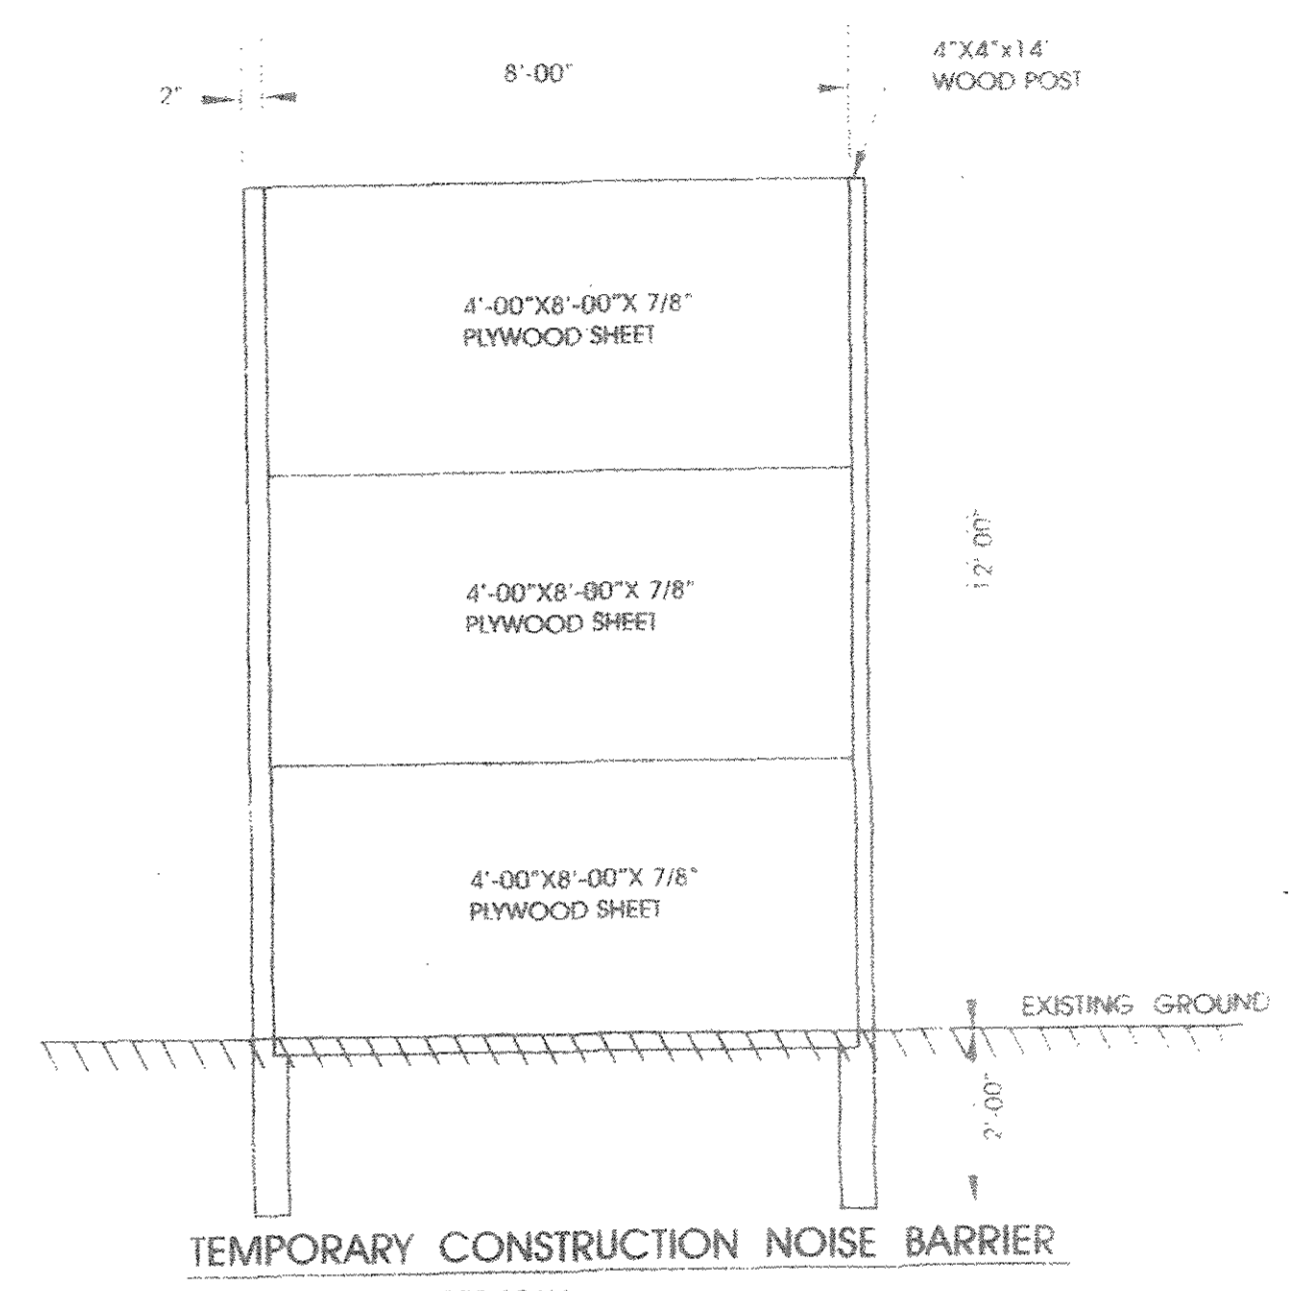 8'-00"
2"
4"X4"x14'
WOOD POST
4'-00"X8'-00"X 7/8"
PLYWOOD SHEET
4'-00"X8'-00"X 7/8"
PLYWOOD SHEET
12' 00"
4'-00"X8'-00"X 7/8"
PLYWOOD SHEET
EXISTING GROUND
2'-00"
TEMPORARY CONSTRUCTION NOISE BARRIER